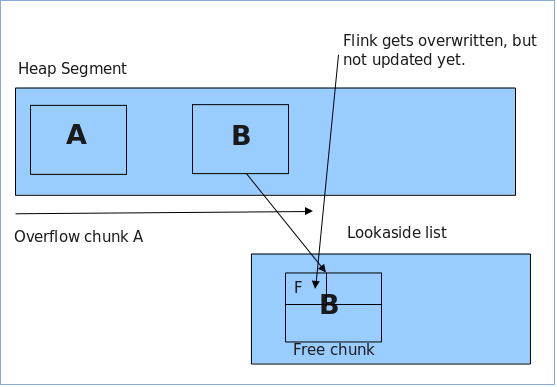 Flink gets overwritten, but
not updated yet.
Heap Segment
A
B
Overflow chunk A
Lookaside list
F
B
Free chunk